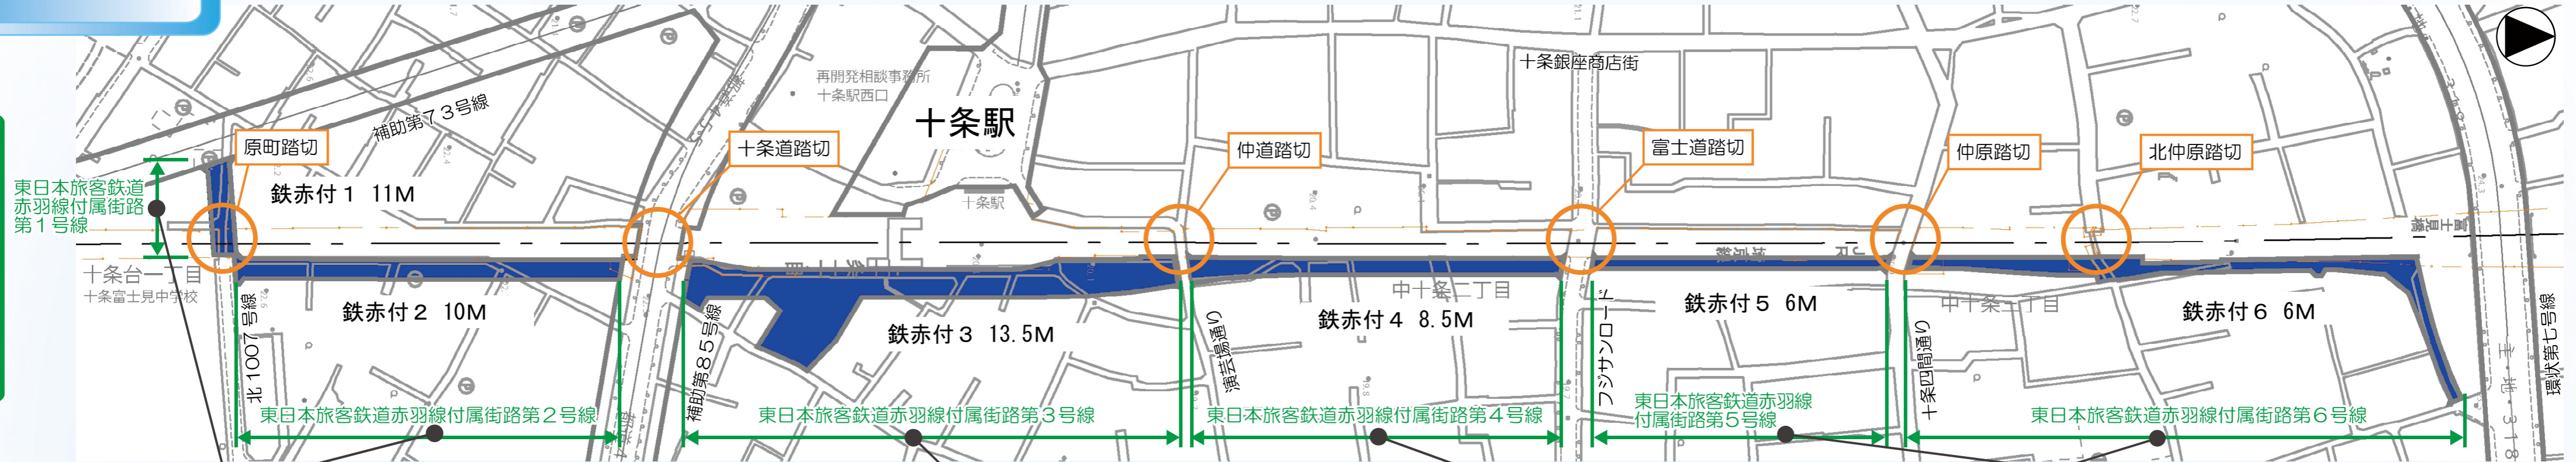 補助第73号線
再開発相談事務所
十条駅西口
十条駅
十条銀座商店街
原町踏切
十条道踏切
仲道踏切
富士道踏切
仲原踏切
北仲原踏切
東日本旅客鉄道
赤羽線付属街路
第1号線
鉄赤付1 11M
十条駅
富士見橋
十条台一丁目
十条富士見中学校
北1007号線
鉄赤付2 10M
補助第85号線
鉄赤付3 13.5M
演芸場通り
鉄赤付4 8.5M
中十条二丁目
フジサンロード
鉄赤付5 6M
JR
十条四間通り
中十条三丁目
鉄赤付6 6M
主・地・318
環状第七号線
東日本旅客鉄道赤羽線付属街路第2号線
東日本旅客鉄道赤羽線付属街路第3号線
東日本旅客鉄道赤羽線付属街路第4号線
東日本旅客鉄道赤羽線
付属街路第5号線
東日本旅客鉄道赤羽線付属街路第6号線